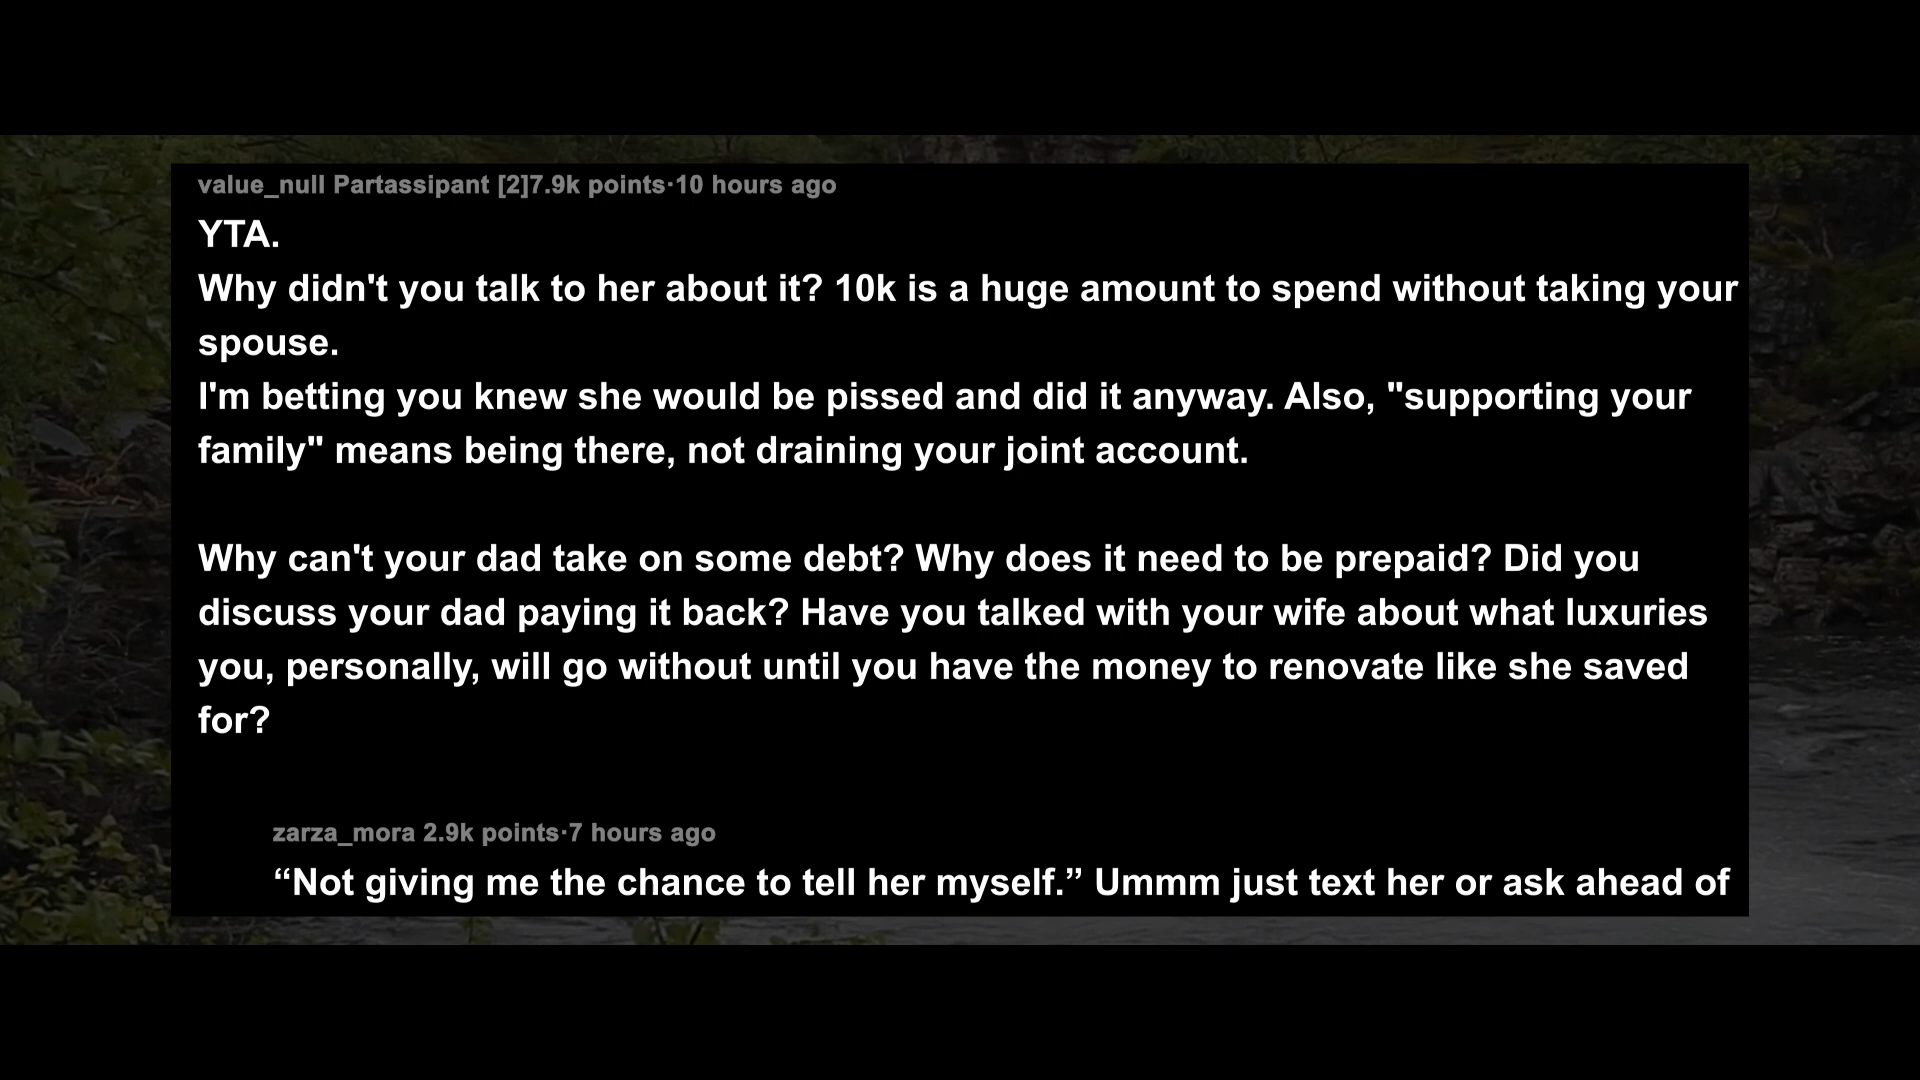 value_null Partassipant [2]7.9k points·10 hours ago
YTA.
Why didn't you talk to her about it? 10k is a huge amount to spend without taking your
spouse.
I'm betting you knew she would be pissed and did it anyway. Also, "supporting your
family" means being there, not draining your joint account.
Why can't your dad take on some debt? Why does it need to be prepaid? Did you
discuss your dad paying it back? Have you talked with your wife about what luxuries
you, personally, will go without until you have the money to renovate like she saved
for?
zarza_mora 2.9k points·7 hours ago
“Not giving me the chance to tell her myself.” Ummm just text her or ask ahead of